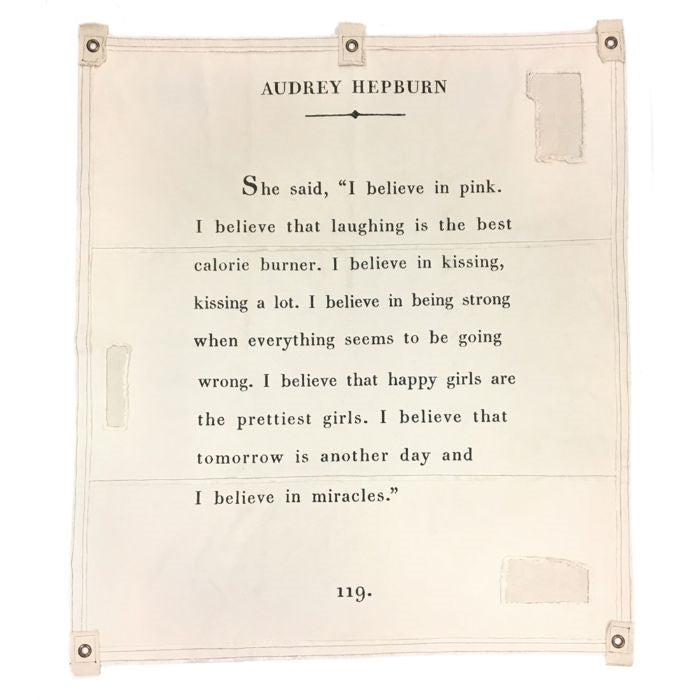 AUDREY HEPBURN
She said, “I believe in pink.
I believe that laughing is the best
calorie burner. I believe in kissing,
kissing a lot. I believe in being strong
when everything seems to be going
wrong. I believe that happy girls are
the prettiest girls. I believe that
tomorrow is another day and
I believe in miracles.”
119.